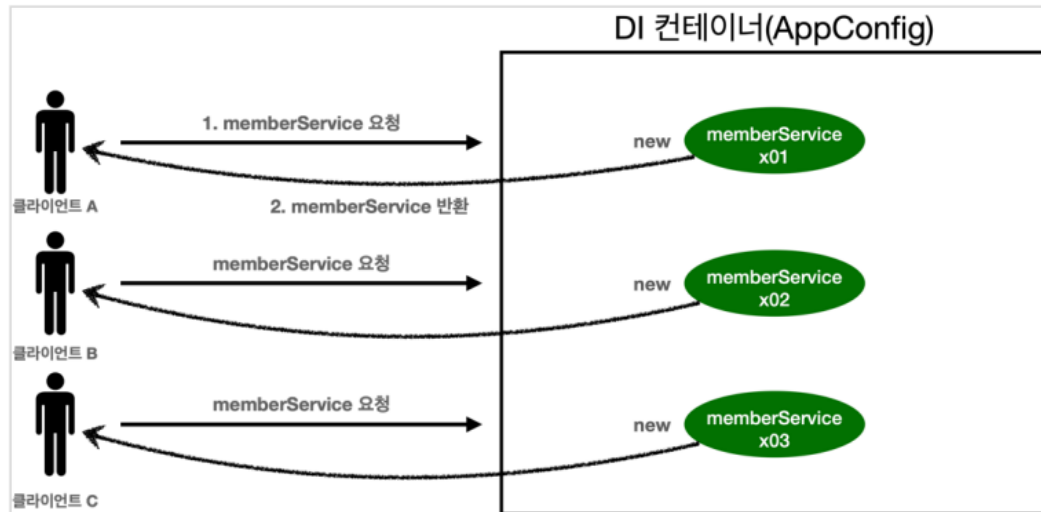 DI 컨테이너(AppConfig)
1. memberService 요청
new
memberService
x01
클라이언트 A
2. memberService 반환
memberService 요청
new
memberService
x02
클라이언트 B
memberService 요청
new
memberService
x03
클라이언트 C